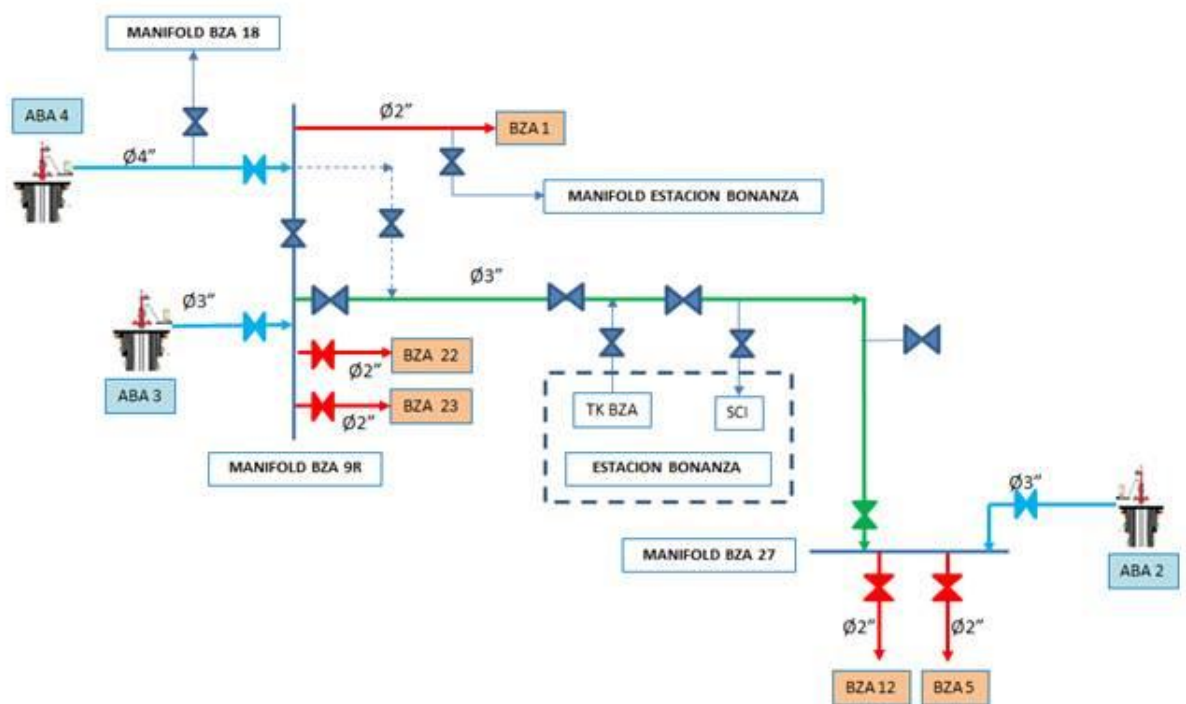 MANIFOLD BZA 18
ABA 4
Ø2”
BZA 1
Ø4”
MANIFOLD ESTACION BONANZA
Ø3”
Ø3”
ABA 3
BZA 22
Ø2”
BZA 23
Ø2”
TK BZA
SCI
MANIFOLD BZA 9R
ESTACION BONANZA
Ø3”
MANIFOLD BZA 27
ABA 2
Ø2”
Ø2”
BZA 12
BZA 5